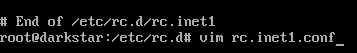 # End of /etc/rc.d/rc.inet1
root@darkstar:/etc/rc.d# vim rc.inet1.conf_